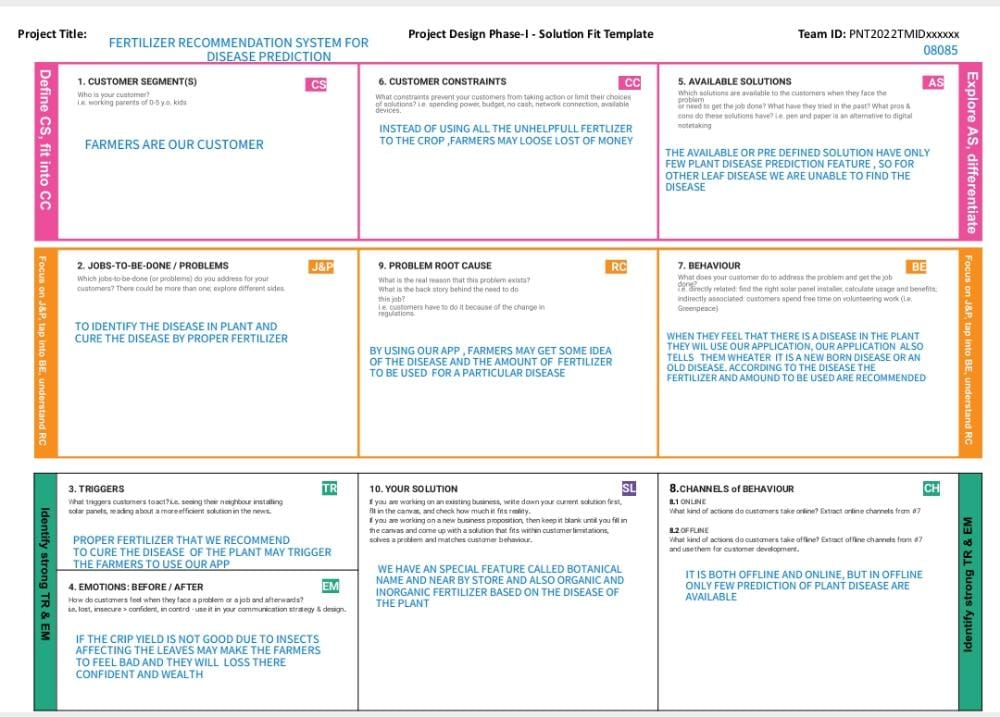 Project Title:
FERTILIZER RECOMMENDATION SYSTEM FOR
DISEASE PREDICTION
Project Design Phase-I - Solution Fit Template
Team ID: PNT2022TMIDxxxxxx
08085
Define CS, fit into CC
1. CUSTOMER SEGMENT(S)
CS
Who is your customer?
i.e. working parents of 0-5 y.o. kids
FARMERS ARE OUR CUSTOMER
6. CUSTOMER CONSTRAINTS
CC
What constraints prevent your customers from taking action or limit their choices
of solutions? i.e. spending power, budget, no cash, network connection, available
devices.
INSTEAD OF USING ALL THE UNHELPFULL FERTLIZER
TO THE CROP ,FARMERS MAY LOOSE LOST OF MONEY
5. AVAILABLE SOLUTIONS
AS
Which solutions are available to the customers when they face the
problem
or need to get the job done? What have they tried in the past? What pros &
cons do these solutions have? i.e. pen and paper is an alternative to digital
notetaking
THE AVAILABLE OR PRE DEFINED SOLUTION HAVE ONLY
FEW PLANT DISEASE PREDICTION FEATURE , SO FOR
OTHER LEAF DISEASE WE ARE UNABLE TO FIND THE
DISEASE
Explore AS, differentiate
Focus on J&P, tap into BE, understand RC
2. JOBS-TO-BE-DONE / PROBLEMS
J&P
Which jobs-to-be-done (or problems) do you address for your
customers? There could be more than one; explore different sides.
TO IDENTIFY THE DISEASE IN PLANT AND
CURE THE DISEASE BY PROPER FERTILIZER
9. PROBLEM ROOT CAUSE
RC
What is the real reason that this problem exists?
What is the back story behind the need to do
this job?
i.e. customers have to do it because of the change in
regulations.
BY USING OUR APP , FARMERS MAY GET SOME IDEA
OF THE DISEASE AND THE AMOUNT OF FERTILIZER
TO BE USED FOR A PARTICULAR DISEASE
7. BEHAVIOUR
BE
What does your customer do to address the problem and get the job
done?
i.e. directly related: find the right solar panel installer, calculate usage and benefits;
indirectly associated: customers spend free time on volunteering work (i.e.
Greenpeace)
WHEN THEY FEEL THAT THERE IS A DISEASE IN THE PLANT
THEY WIL USE OUR APPLICATION, OUR APPLICATION ALSO
TELLS THEM WHEATER IT IS A NEW BORN DISEASE OR AN
OLD DISEASE. ACCORDING TO THE DISEASE THE
FERTILIZER AND AMOUND TO BE USED ARE RECOMMENDED
Focus on J&P, tap into BE, understand RC
Identify strong TR & EM
3. TRIGGERS
TR
What triggers customers to act? i.e. seeing their neighbour installing
solar panels, reading about a more efficient solution in the news.
PROPER FERTILIZER THAT WE RECOMMEND
TO CURE THE DISEASE OF THE PLANT MAY TRIGGER
THE FARMERS TO USE OUR APP
4. EMOTIONS: BEFORE / AFTER
EM
How do customers feel when they face a problem or a job and afterwards?
i.e. lost, insecure > confident, in control - use it in your communication strategy & design.
IF THE CRIP YIELD IS NOT GOOD DUE TO INSECTS
AFFECTING THE LEAVES MAY MAKE THE FARMERS
TO FEEL BAD AND THEY WILL LOSS THERE
CONFIDENT AND WEALTH
10. YOUR SOLUTION
SL
If you are working on an existing business, write down your current solution first,
fill in the canvas, and check how much it fits reality.
If you are working on a new business proposition, then keep it blank until you fill in
the canvas and come up with a solution that fits within customer limitations,
solves a problem and matches customer behaviour.
WE HAVE AN SPECIAL FEATURE CALLED BOTANICAL
NAME AND NEAR BY STORE AND ALSO ORGANIC AND
INORGANIC FERTILIZER BASED ON THE DISEASE OF
THE PLANT
8.CHANNELS of BEHAVIOUR
CH
8.1 ONLINE
What kind of actions do customers take online? Extract online channels from #7
8.2 OFFLINE
What kind of actions do customers take offline? Extract offline channels from #7
and use them for customer development.
IT IS BOTH OFFLINE AND ONLINE, BUT IN OFFLINE
ONLY FEW PREDICTION OF PLANT DISEASE ARE
AVAILABLE
Identify strong TR & EM